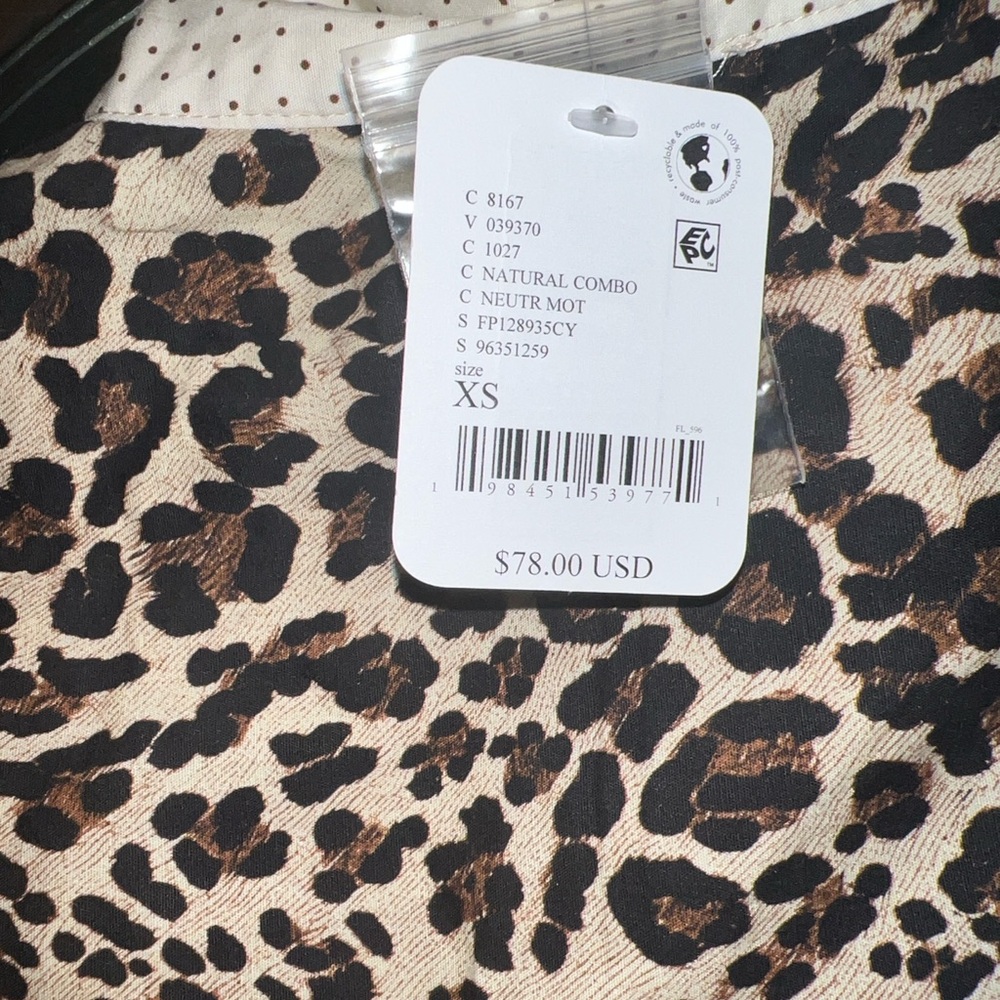 recyclable & made of 100% post-consumer waste •
EPC
™
C 8167
V 039370
C 1027
C NATURAL COMBO
C NEUTR MOT
S FP128935CY
S 96351259
size
XS
FL_596
1 98451 53977 1
$78.00 USD